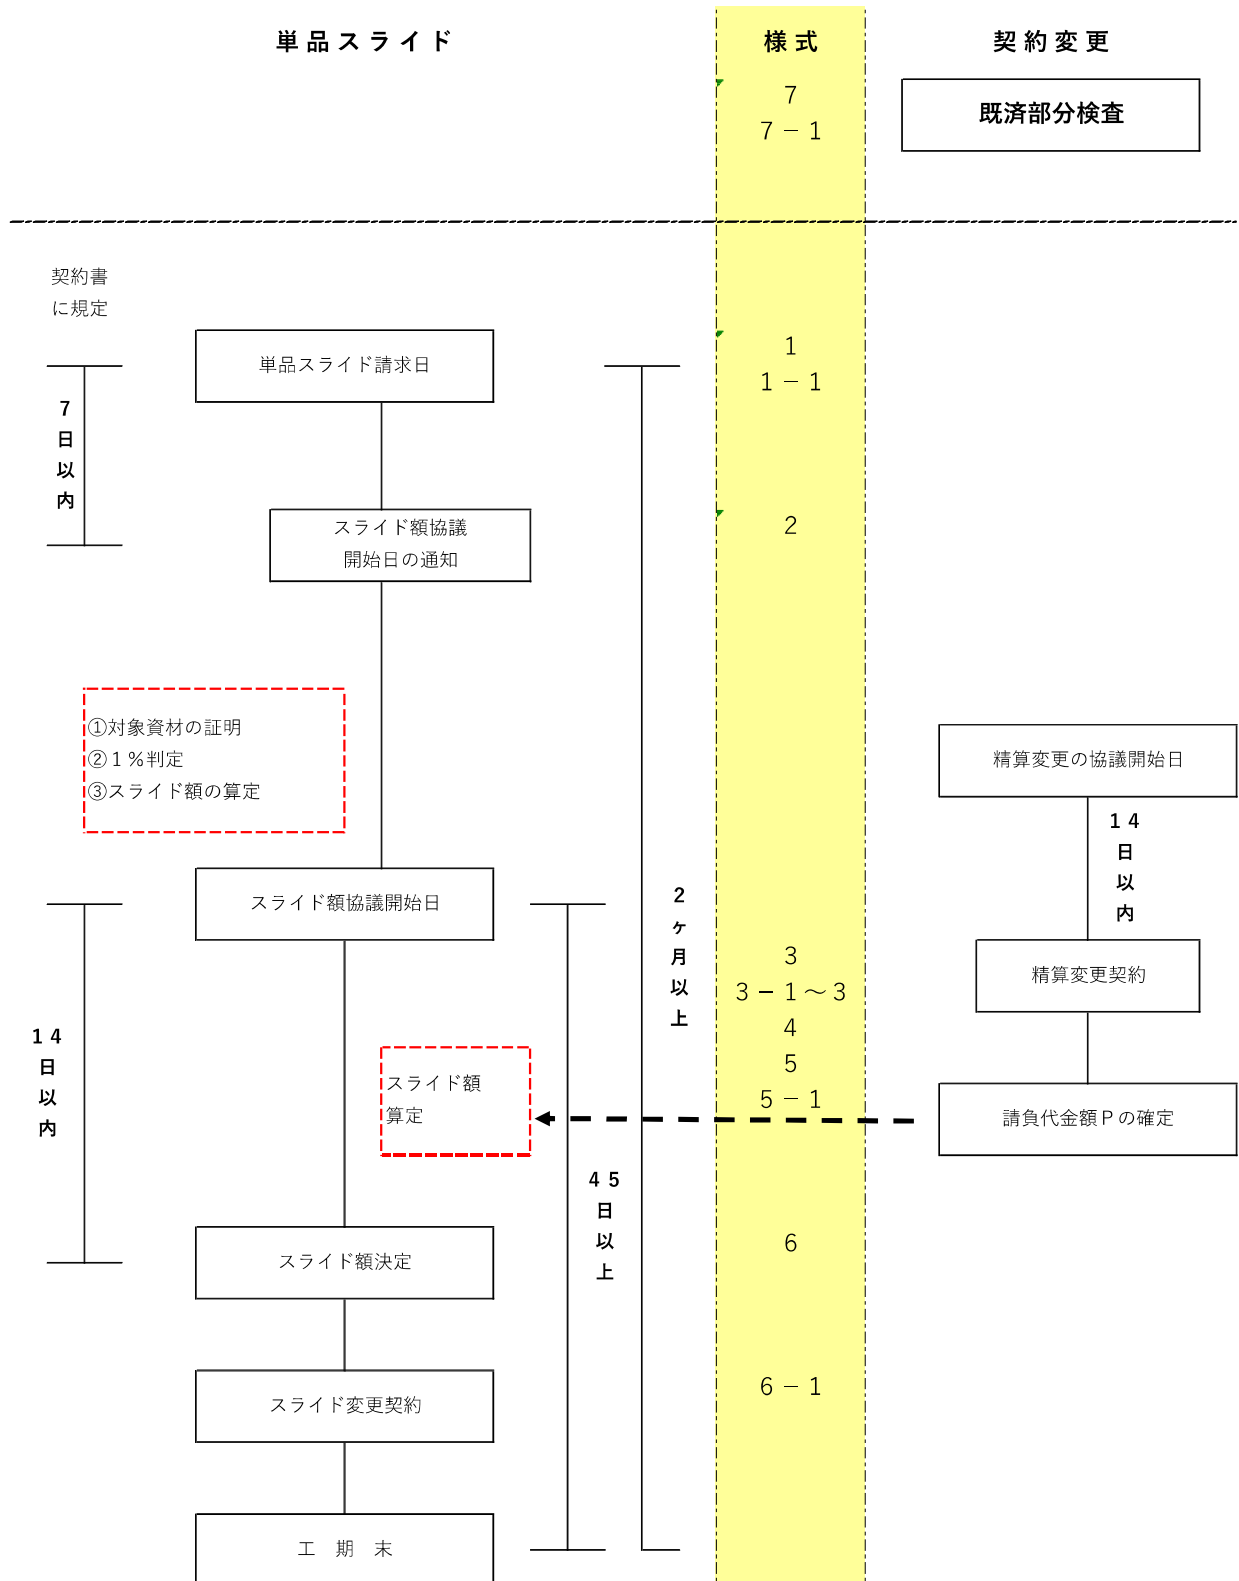 単品スライド
様式
契約変更
7
7－1
既済部分検査
契約書
に規定
単品スライド請求日
1
1－1
7日以内
スライド額協議
開始日の通知
2
①対象資材の証明
②1％判定
③スライド額の算定
精算変更の協議開始日
14日以内
スライド額協議開始日
2ヶ月以上
3
3－1～3
4
5
5－1
精算変更契約
14日以内
スライド額
算定
請負代金額Pの確定
45日以上
スライド額決定
6
スライド変更契約
6－1
工　期　末